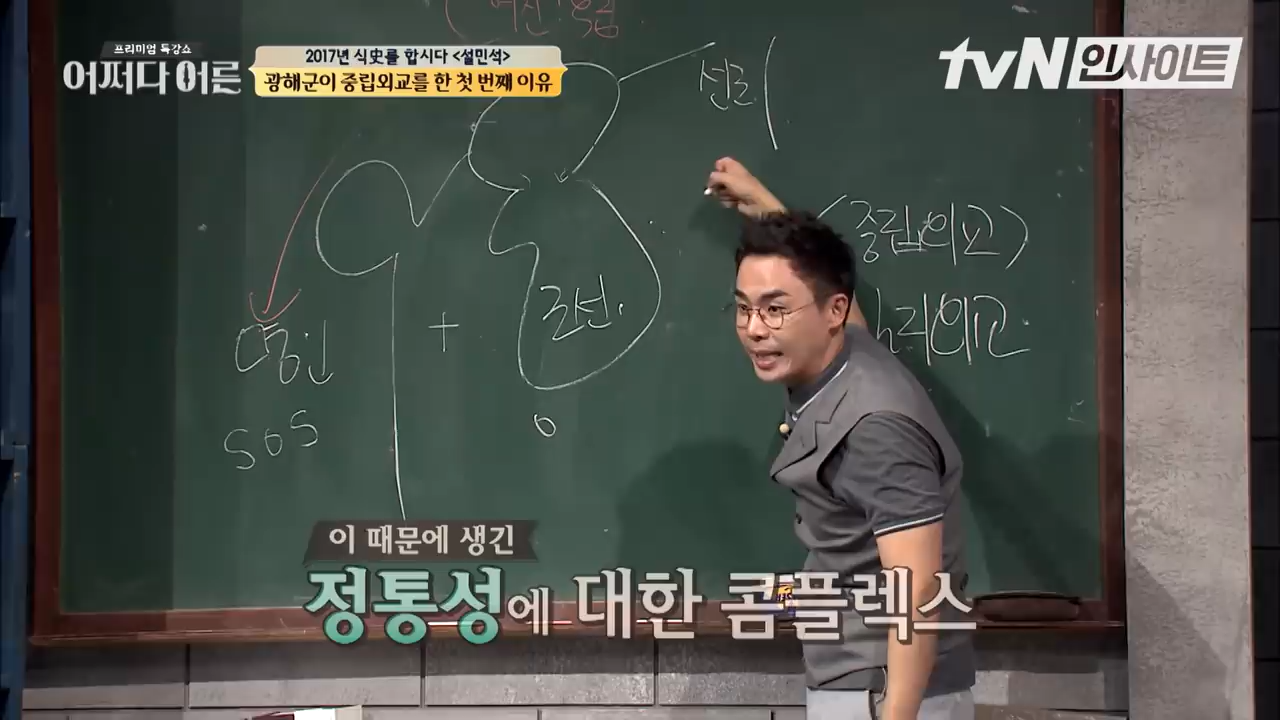 프리미엄 특강쇼
어쩌다 어른
2017년 식史를 합시다 <설민석>
광해군이 중립외교를 한 첫 번째 이유
tvN 인사이트
선조
(중립외교)
실리외교
조선
명인
SOS
이 때문에 생긴
정통성에 대한 콤플렉스